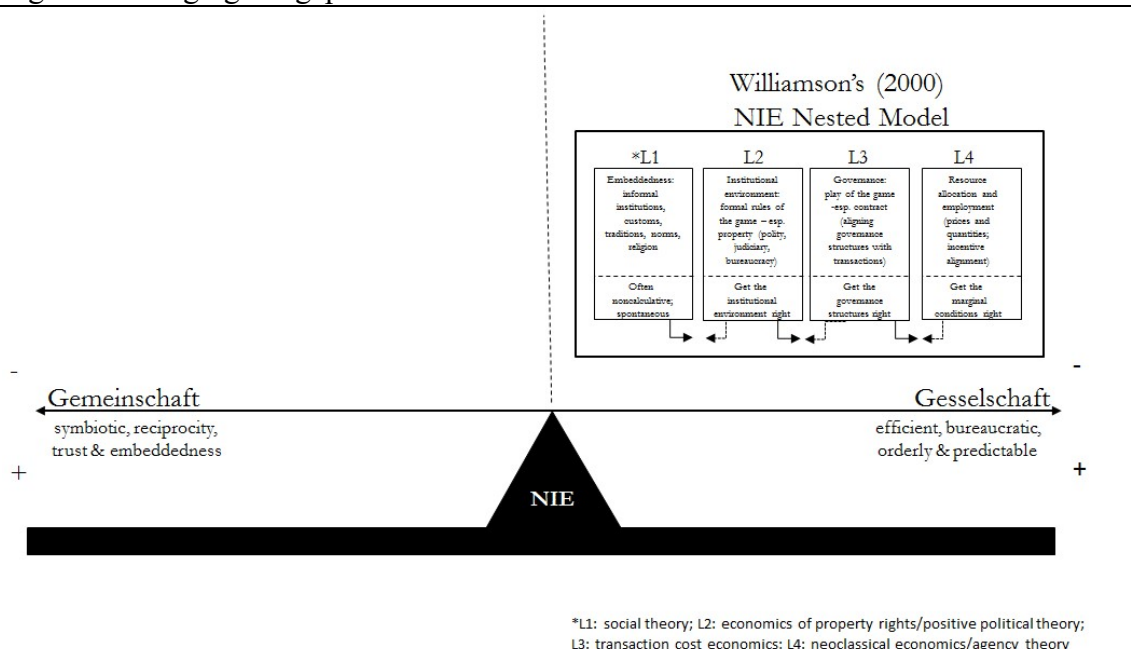 Williamson's (2000)
NIE Nested Model
*L1
Embeddedness:
informal
institutions,
customs,
traditions, norms,
religion
Often
noncalculative;
spontaneous
L2
Institutional
environment:
formal rules of
the game – esp.
property (polity,
judiciary,
bureaucracy)
Get the
institutional
environment right
L3
Governance:
play of the game
-esp. contract
(aligning
governance
structures with
transactions)
Get the
governance
structures right
L4
Resource
allocation and
employment
(prices and
quantities;
incentive
alignment)
Get the
marginal
conditions right
-
-
Gemeinschaft
symbiotic, reciprocity,
trust & embeddedness
+
Gesselschaft
efficient, bureaucratic,
orderly & predictable
+
NIE
*L1: social theory; L2: economics of property rights/positive political theory;
L3: transaction cost economics; L4: neoclassical economics/agency theory